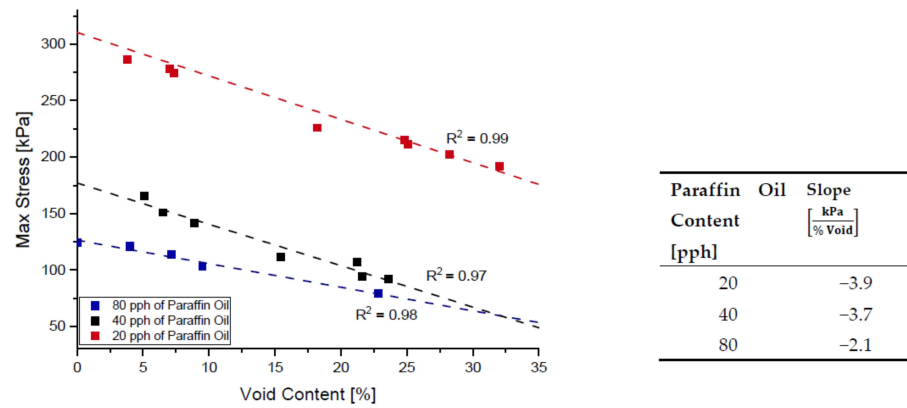 300
250
200
150
100
50
Max Stress [kPa]
R² = 0.99
R² = 0.97
R² = 0.98
80 pph of Paraffin Oil
40 pph of Paraffin Oil
20 pph of Paraffin Oil
0 5 10 15 20 25 30 35
Void Content [%]
Paraffin Oil Slope
Content [kPa / % Void]
[pph]
20 −3.9
40 −3.7
80 −2.1